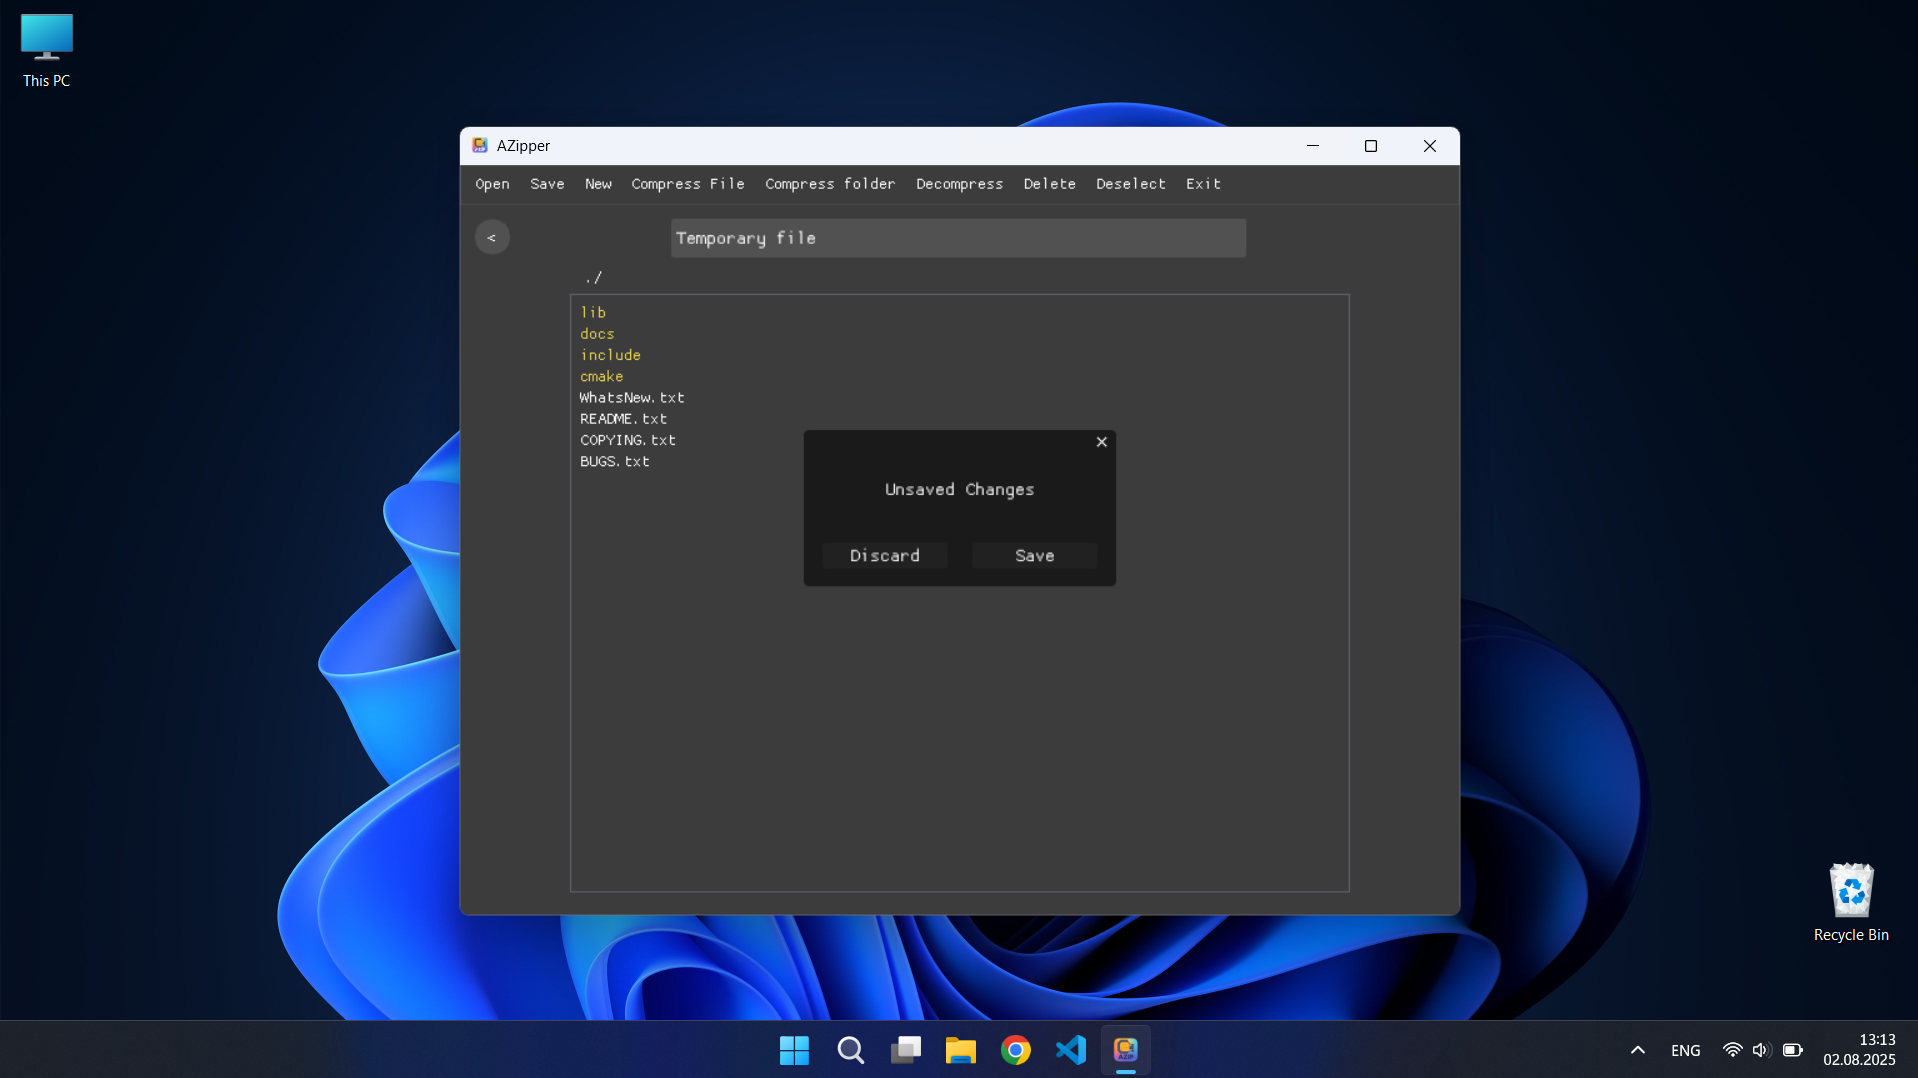 This PC
AZipper
Open Save New Compress File Compress folder Decompress Delete Deselect Exit
<
Temporary file
./
lib
docs
include
cmake
WhatsNew.txt
README.txt
COPYING.txt
BUGS.txt
Unsaved Changes
Discard Save
Recycle Bin
ENG
13:13
02.08.2025